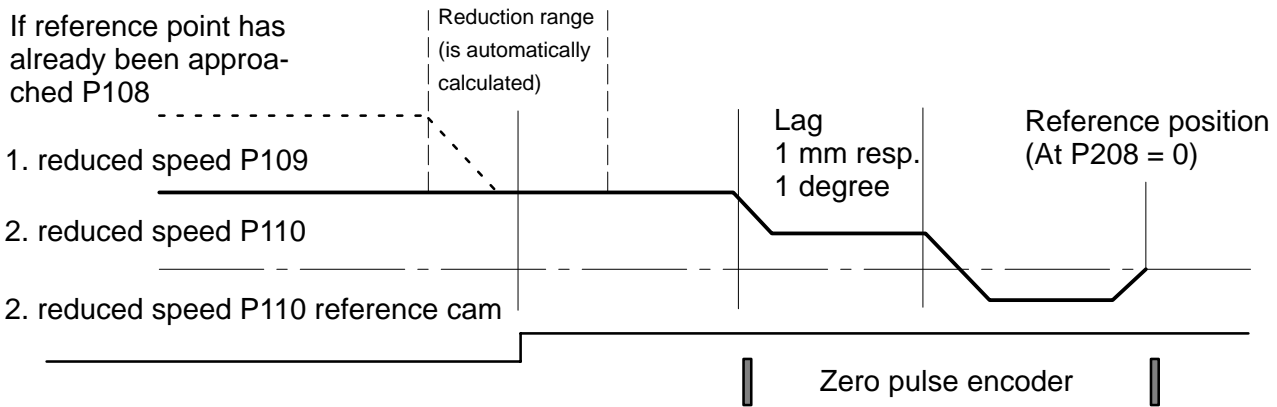 If reference point has
already been approa-
ched P108
Reduction range
(is automatically
calculated)
1. reduced speed P109
Lag
1 mm resp.
1 degree
Reference position
(At P208 = 0)
2. reduced speed P110
2. reduced speed P110 reference cam
Zero pulse encoder